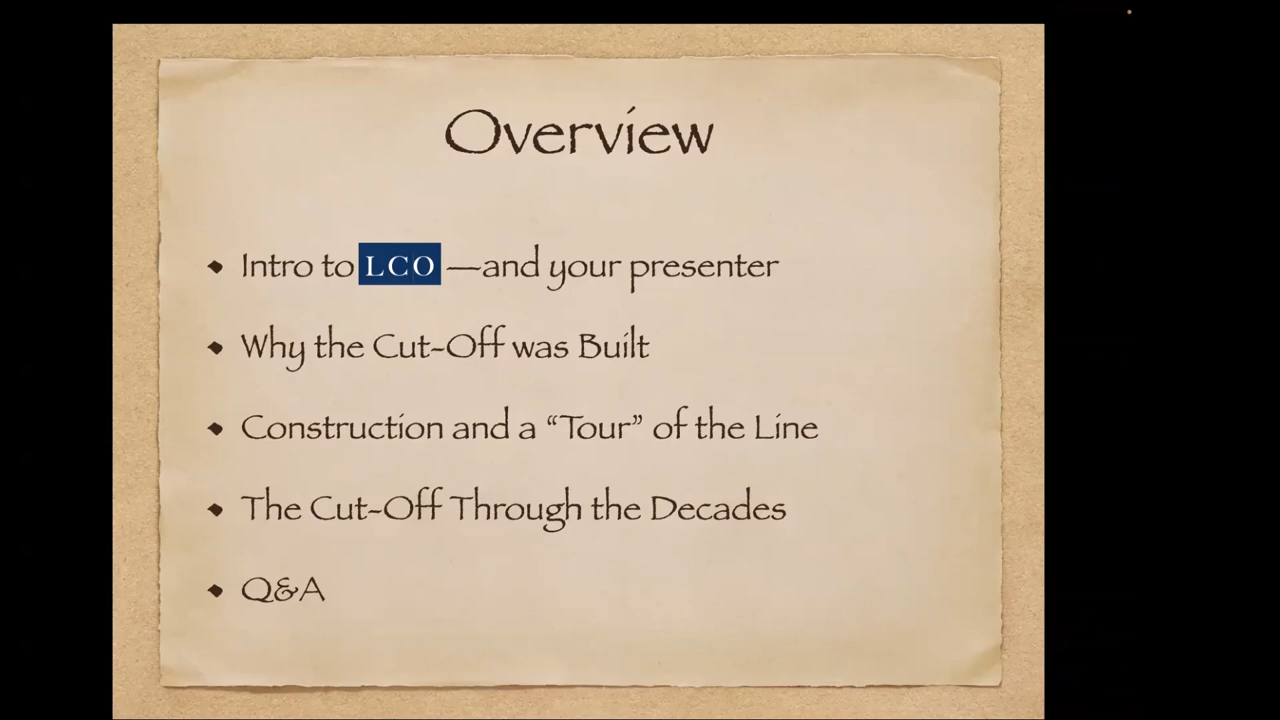 Overview
Intro to LCO —and your presenter
Why the Cut-Off was Built
Construction and a “Tour” of the Line
The Cut-Off Through the Decades
Q&A